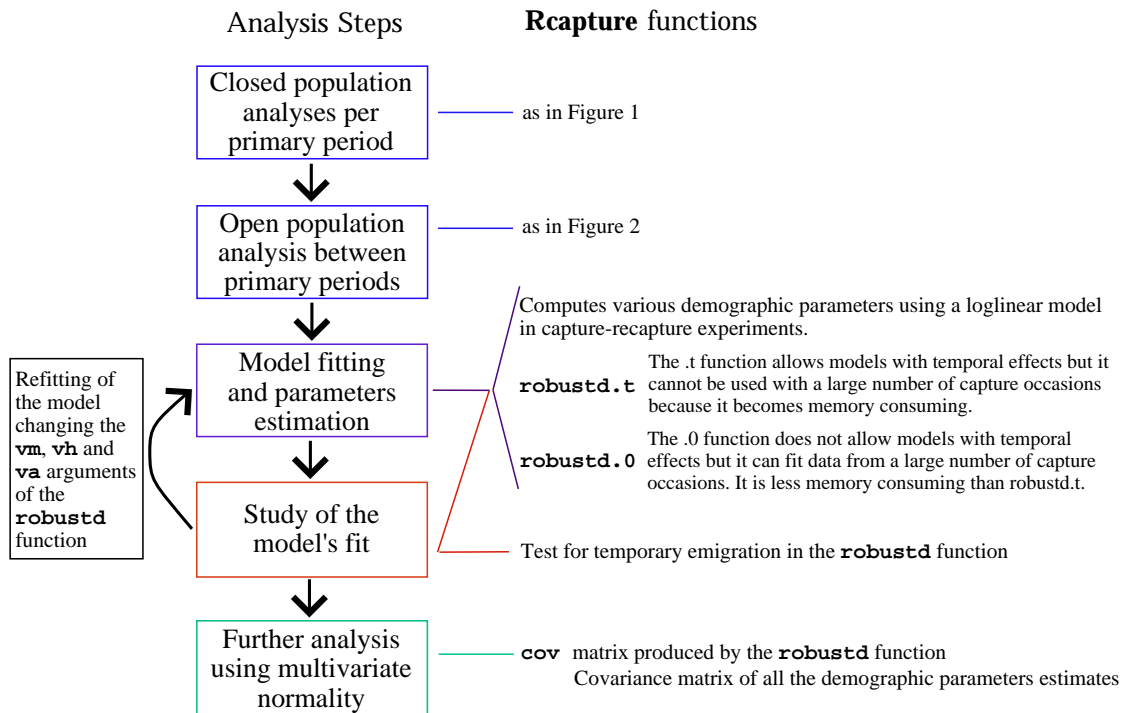 Analysis Steps
Rcapture functions
Closed population
analyses per
primary period
as in Figure 1
Open population
analysis between
primary periods
as in Figure 2
Model fitting
and parameters
estimation
Computes various demographic parameters using a loglinear model
in capture-recapture experiments.
robustd.t
The .t function allows models with temporal effects but it
cannot be used with a large number of capture occasions
because it becomes memory consuming.
robustd.0
The .0 function does not allow models with temporal
effects but it can fit data from a large number of capture
occasions. It is less memory consuming than robustd.t.
Refitting of
the model
changing the
vm, vh and
va arguments
of the
robustd
function
Study of the
model's fit
Test for temporary emigration in the robustd function
Further analysis
using multivariate
normality
cov matrix produced by the robustd function
Covariance matrix of all the demographic parameters estimates